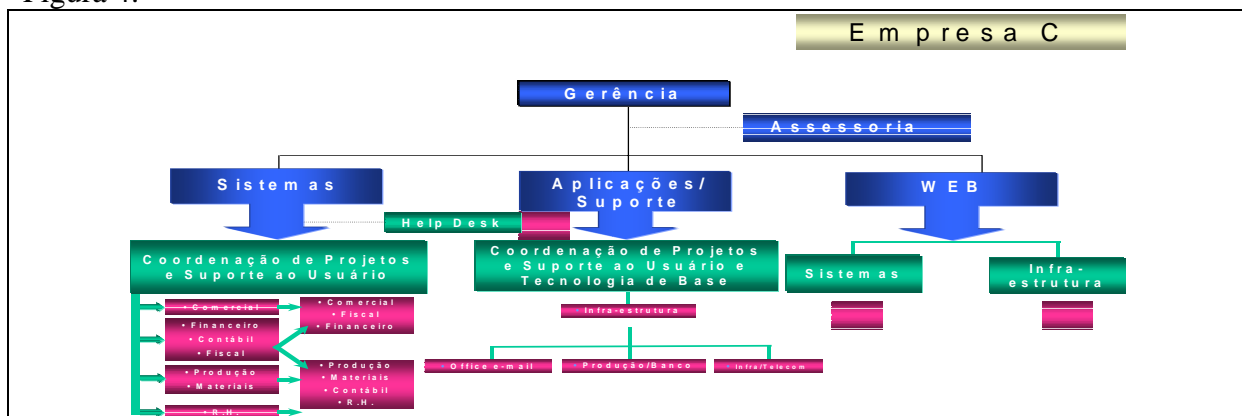 Figura 4.
Empresa C
Gerência
Assessoria
Sistemas
Aplicações/
Suporte
WEB
Help Desk
Coordenação de Projetos
e Suporte ao Usuário
Coordenação de Projetos
e Suporte ao Usuário e
Tecnologia de Base
Sistemas
Infra-
estrutura
• Comercial
• Financeiro
• Contábil
• Fiscal
• Produção
• Materiais
• R.H.
• Comercial
• Fiscal
• Financeiro
• Produção
• Materiais
• Contábil
• R.H.
• Infra-estrutura
• Office e-mail
• Produção/Banco
• Infra/Telecom